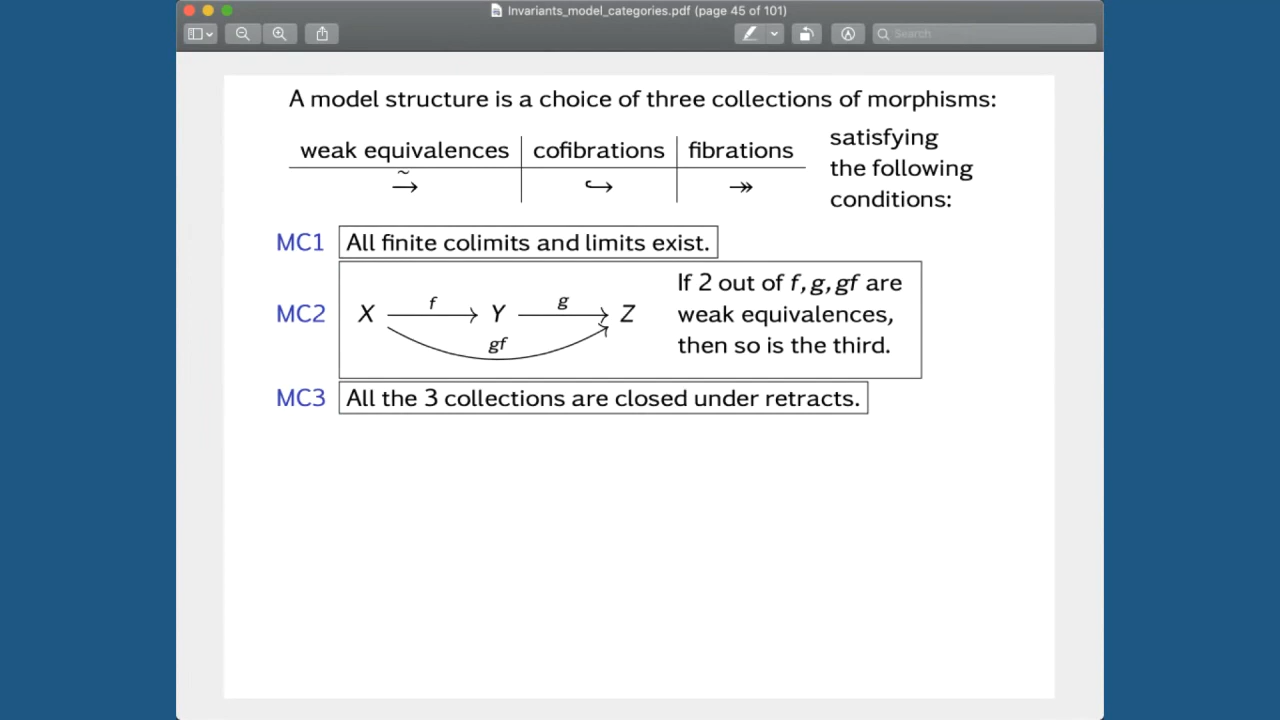 Invariants_model_categories.pdf (page 45 of 101)
Search
A model structure is a choice of three collections of morphisms:
weak equivalences cofibrations fibrations
∼→ ↪ ↠
satisfying
the following
conditions:
MC1 All finite colimits and limits exist.
MC2 X f Y g Z gf
If 2 out of f, g, gf are
weak equivalences,
then so is the third.
MC3 All the 3 collections are closed under retracts.